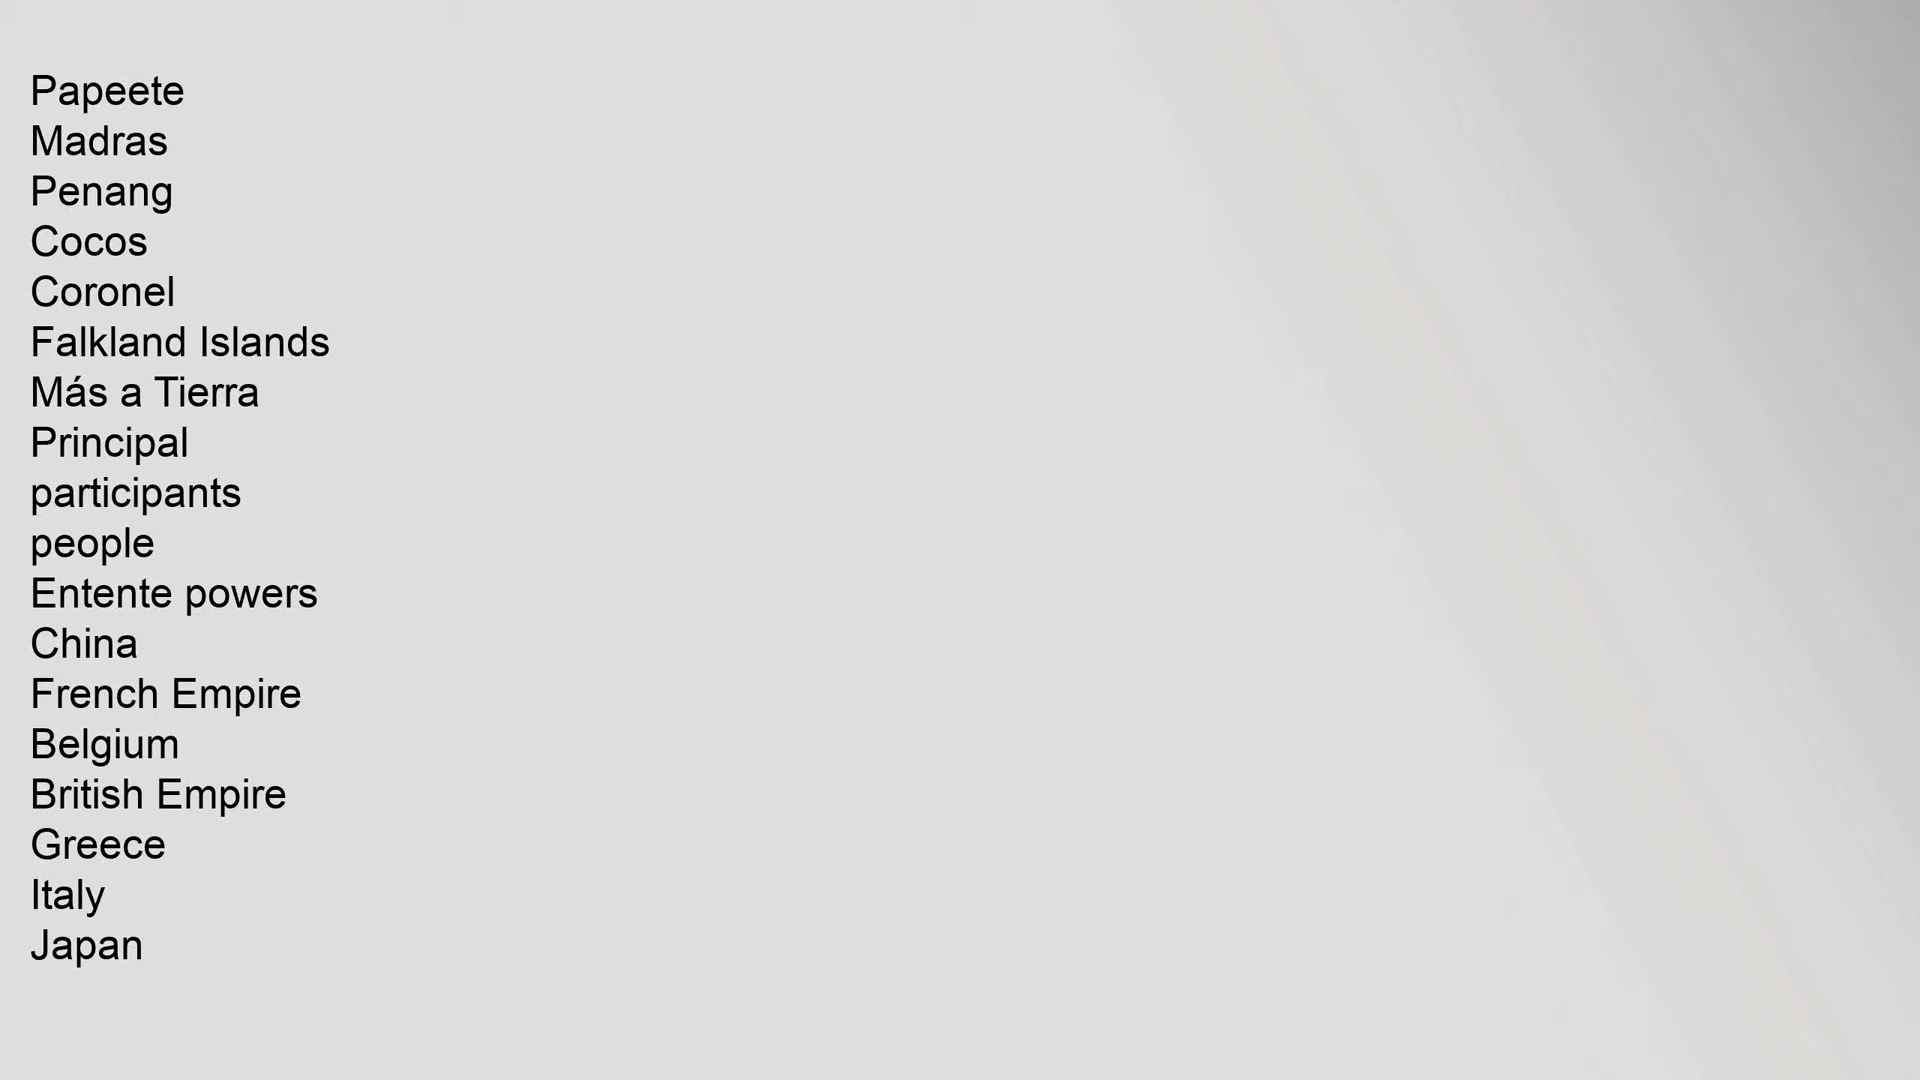 Papeete
Madras
Penang
Cocos
Coronel
Falkland Islands
Más a Tierra
Principal
participants
people
Entente powers
China
French Empire
Belgium
British Empire
Greece
Italy
Japan